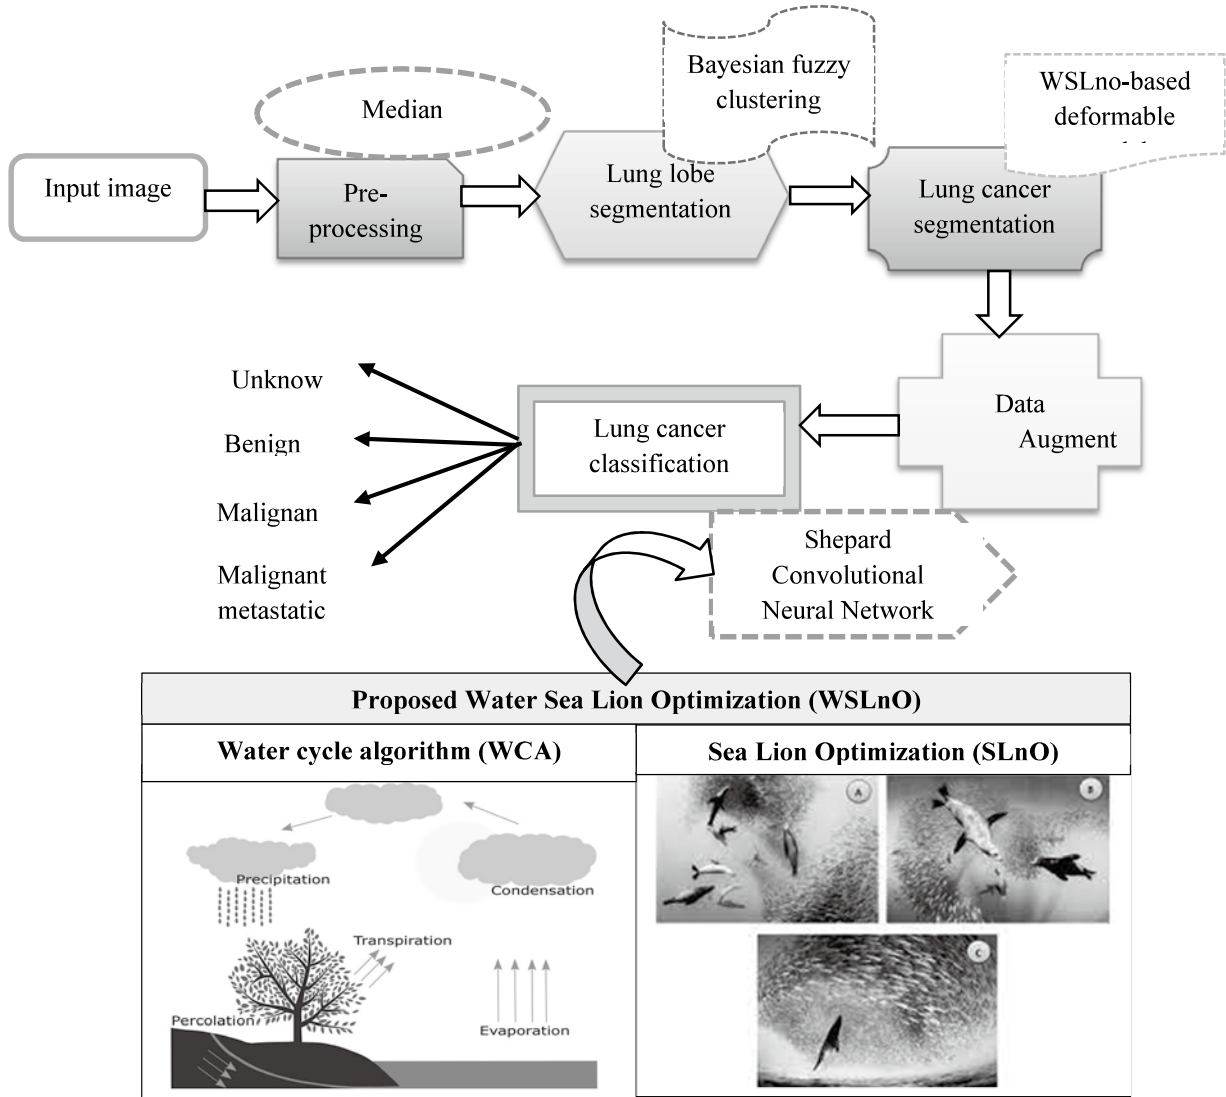 Median
Bayesian fuzzy
clustering
WSLno-based
deformable
Input image
Pre-
processing
Lung lobe
segmentation
Lung cancer
segmentation
Unknow
Benign
Malignan
Malignant
metastatic
Lung cancer
classification
Data
Augment
Shepard
Convolutional
Neural Network
Proposed Water Sea Lion Optimization (WSLnO)
Water cycle algorithm (WCA)
Sea Lion Optimization (SLnO)
Precipitation
Condensation
Transpiration
Percolation
Evaporation
A
B
C